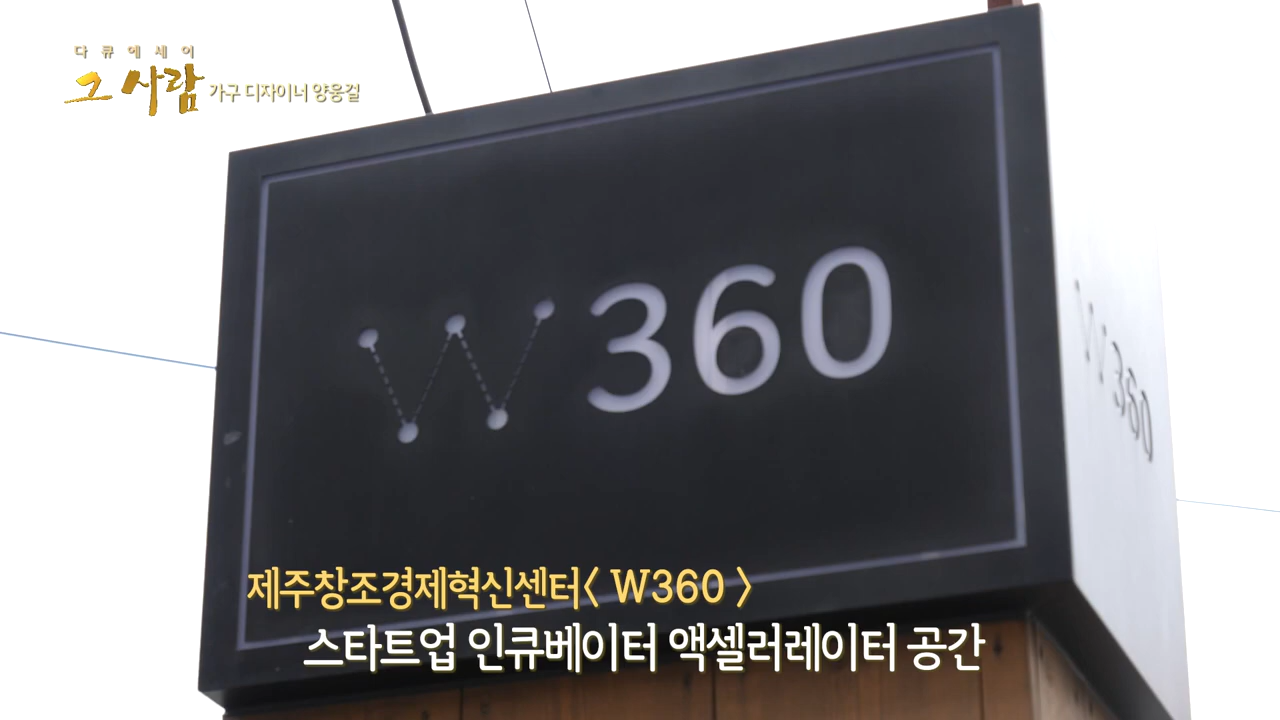 다큐에세이
그 사람 가구 디자이너 양웅걸
W360
W360
제주창조경제혁신센터< W360 >
스타트업 인큐베이터 액셀러레이터 공간